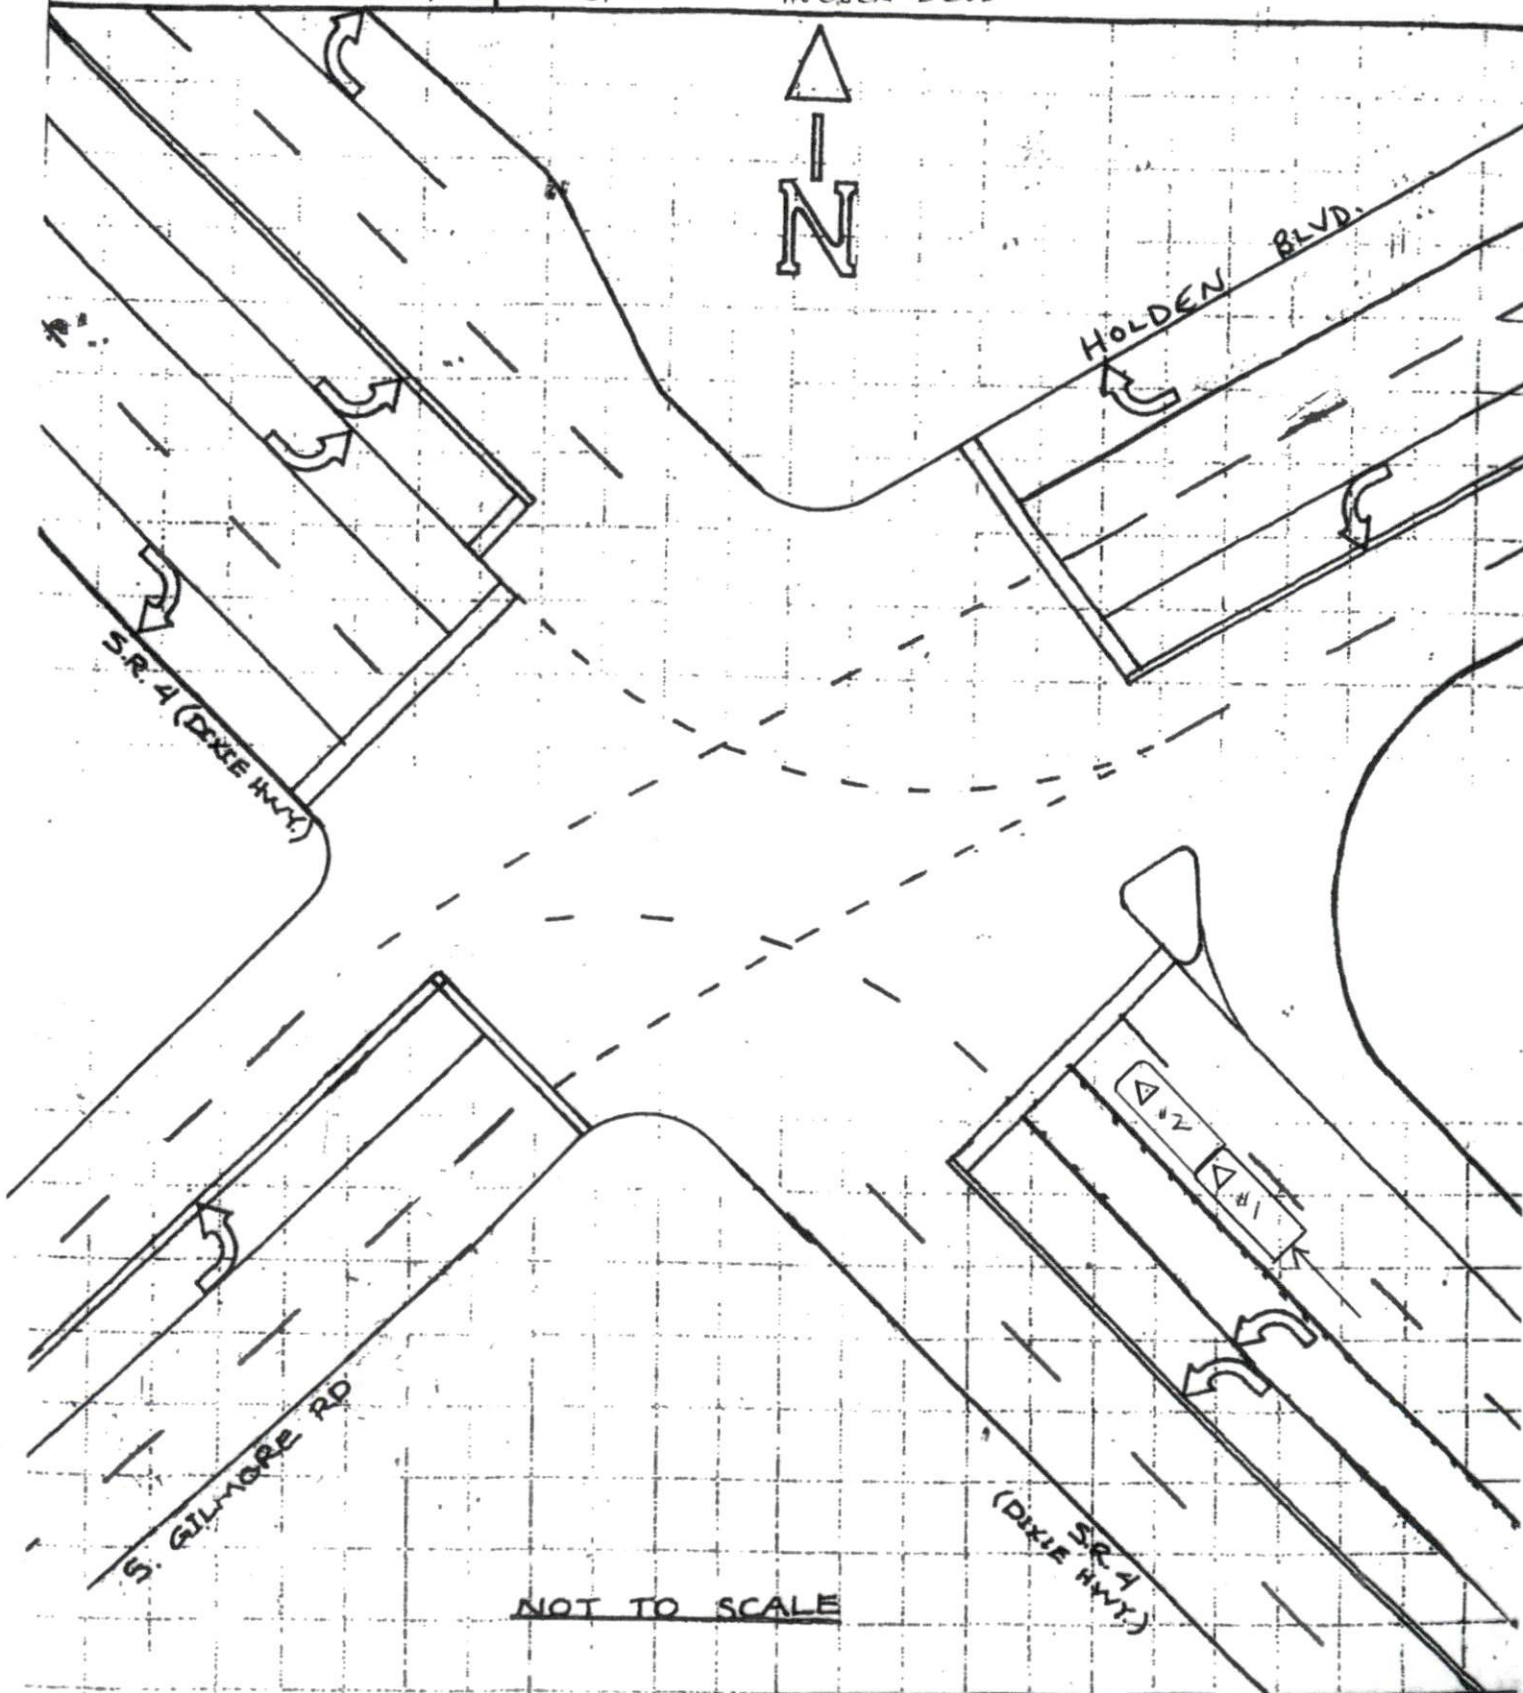 N
HOLDEN BLVD.
S.R. 4 (DIXIE HWY.)
#2
#1
S. GILMORE RD
S.R. 4
(DIXIE HWY.)
NOT TO SCALE